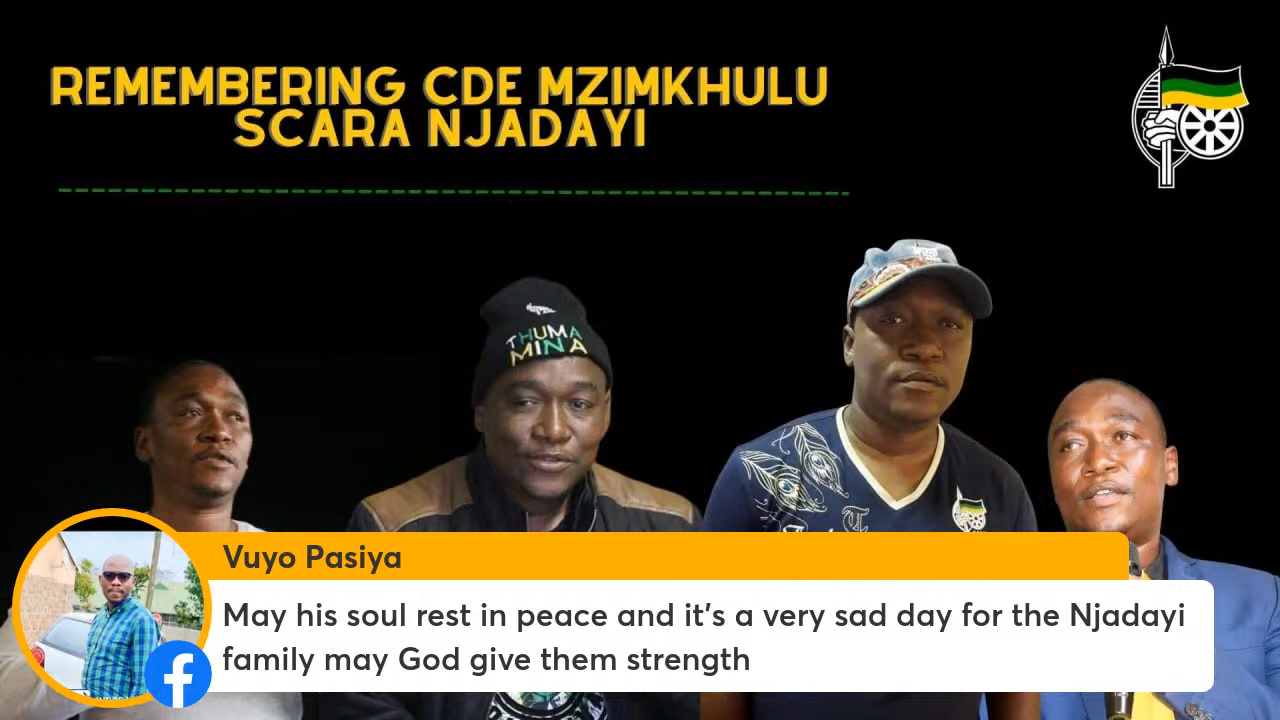 REMEMBERING CDE MZIMKHULU
SCARA NJADAYI
THUMA
MINA
Vuyo Pasiya
May his soul rest in peace and it's a very sad day for the Njadayi
family may God give them strength